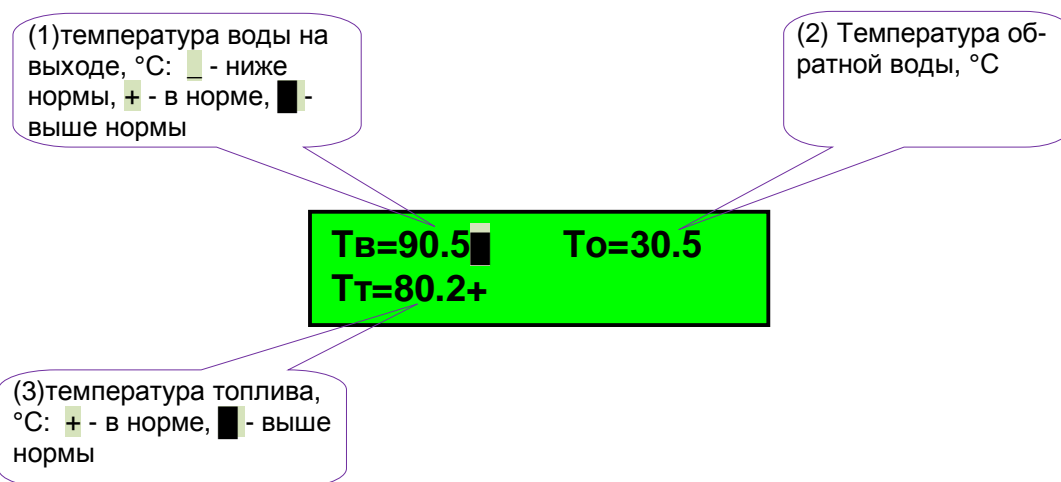 (1)температура воды на
выходе, °С: _ - ниже
нормы, + - в норме, █ -
выше нормы
(2) Температура об-
ратной воды, °С
Тв=90.5█ То=30.5
Тт=80.2+
(3)температура топлива,
°С: + - в норме, █ - выше
нормы